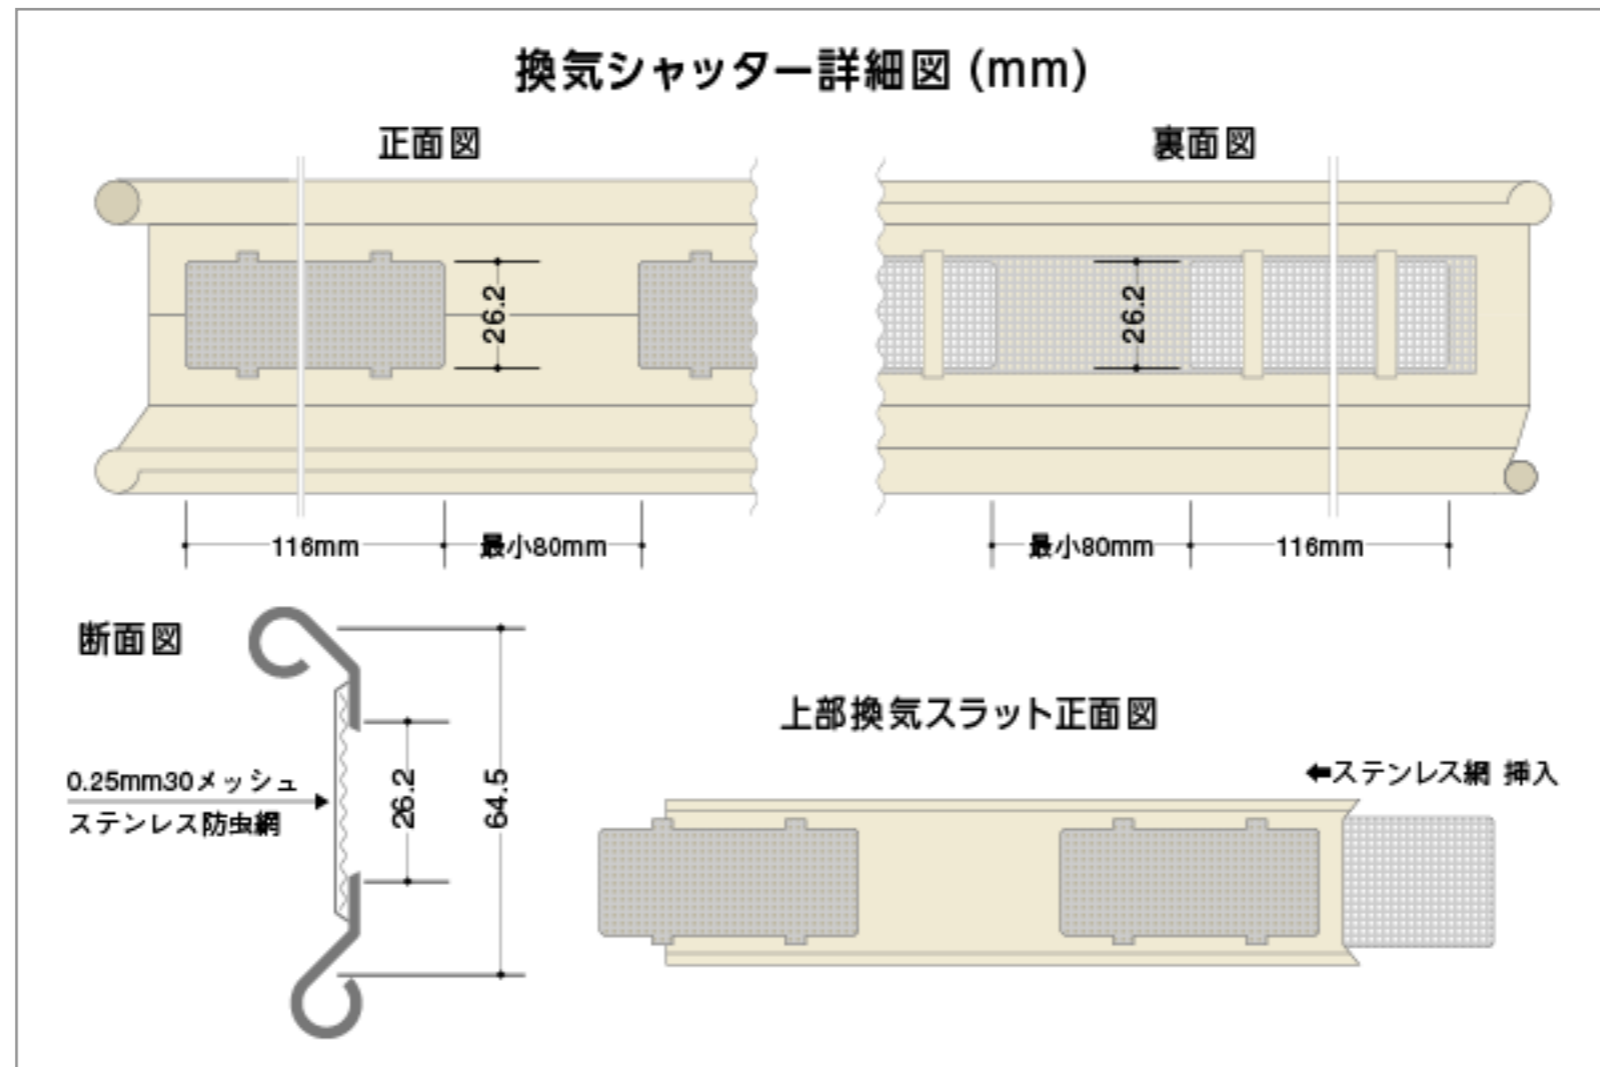 換気シャッター詳細図 (mm)
正面図
裏面図
26.2
26.2
116mm
最小80mm
最小80mm
116mm
断面図
上部換気スラット正面図
0.25mm30メッシュ
ステンレス防虫網
26.2
64.5
←ステンレス網 挿入